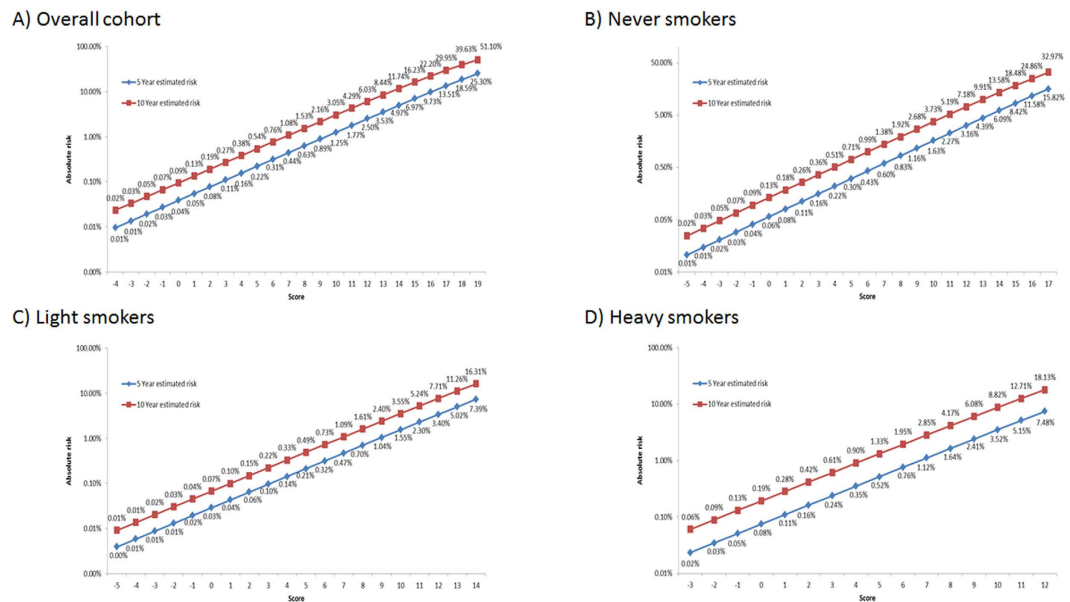 A) Overall cohort
100.00%
10.00%
1.00%
0.10%
0.01%
0.00%
Absolute risk
5 Year estimated risk
10 Year estimated risk
0.02% 0.03% 0.05% 0.07% 0.09% 0.13% 0.19% 0.27% 0.38% 0.54% 0.76% 1.08% 1.53% 2.16% 3.05% 4.29% 6.03% 8.44% 11.74% 16.23% 22.20% 29.95% 39.63% 51.10%
0.01% 0.01% 0.02% 0.03% 0.04% 0.05% 0.08% 0.11% 0.16% 0.22% 0.31% 0.44% 0.63% 0.89% 1.25% 1.77% 2.50% 3.53% 4.97% 6.97% 9.73% 13.51% 18.59% 25.30%
-4 -3 -2 -1 0 1 2 3 4 5 6 7 8 9 10 11 12 13 14 15 16 17 18 19
Score
B) Never smokers
50.00%
5.00%
0.50%
0.05%
0.01%
Absolute risk
5 Year estimated risk
10 Year estimated risk
0.02% 0.03% 0.05% 0.07% 0.09% 0.13% 0.18% 0.26% 0.36% 0.51% 0.71% 0.99% 1.38% 1.92% 2.68% 3.73% 5.19% 7.18% 9.91% 13.58% 18.48% 24.86% 32.97%
0.01% 0.01% 0.02% 0.03% 0.04% 0.06% 0.08% 0.11% 0.16% 0.22% 0.30% 0.43% 0.60% 0.83% 1.16% 1.63% 2.27% 3.16% 4.39% 6.09% 8.42% 11.58% 15.82%
-5 -4 -3 -2 -1 0 1 2 3 4 5 6 7 8 9 10 11 12 13 14 15 16 17
Score
C) Light smokers
100.00%
10.00%
1.00%
0.10%
0.01%
0.00%
Absolute risk
5 Year estimated risk
10 Year estimated risk
0.01% 0.01% 0.02% 0.03% 0.04% 0.07% 0.10% 0.15% 0.22% 0.33% 0.49% 0.73% 1.09% 1.61% 2.40% 3.55% 5.24% 7.71% 11.26% 16.31%
0.00% 0.01% 0.01% 0.01% 0.02% 0.03% 0.04% 0.06% 0.10% 0.14% 0.21% 0.32% 0.47% 0.70% 1.04% 1.55% 2.30% 3.40% 5.02% 7.39%
-5 -4 -3 -2 -1 0 1 2 3 4 5 6 7 8 9 10 11 12 13 14
Score
D) Heavy smokers
100.00%
10.00%
1.00%
0.10%
0.01%
Absolute risk
5 Year estimated risk
10 Year estimated risk
0.06% 0.09% 0.13% 0.19% 0.28% 0.42% 0.61% 0.90% 1.33% 1.95% 2.85% 4.17% 6.08% 8.82% 12.71% 18.13%
0.02% 0.03% 0.05% 0.08% 0.11% 0.16% 0.24% 0.35% 0.52% 0.76% 1.12% 1.64% 2.41% 3.52% 5.15% 7.48%
-3 -2 -1 0 1 2 3 4 5 6 7 8 9 10 11 12
Score